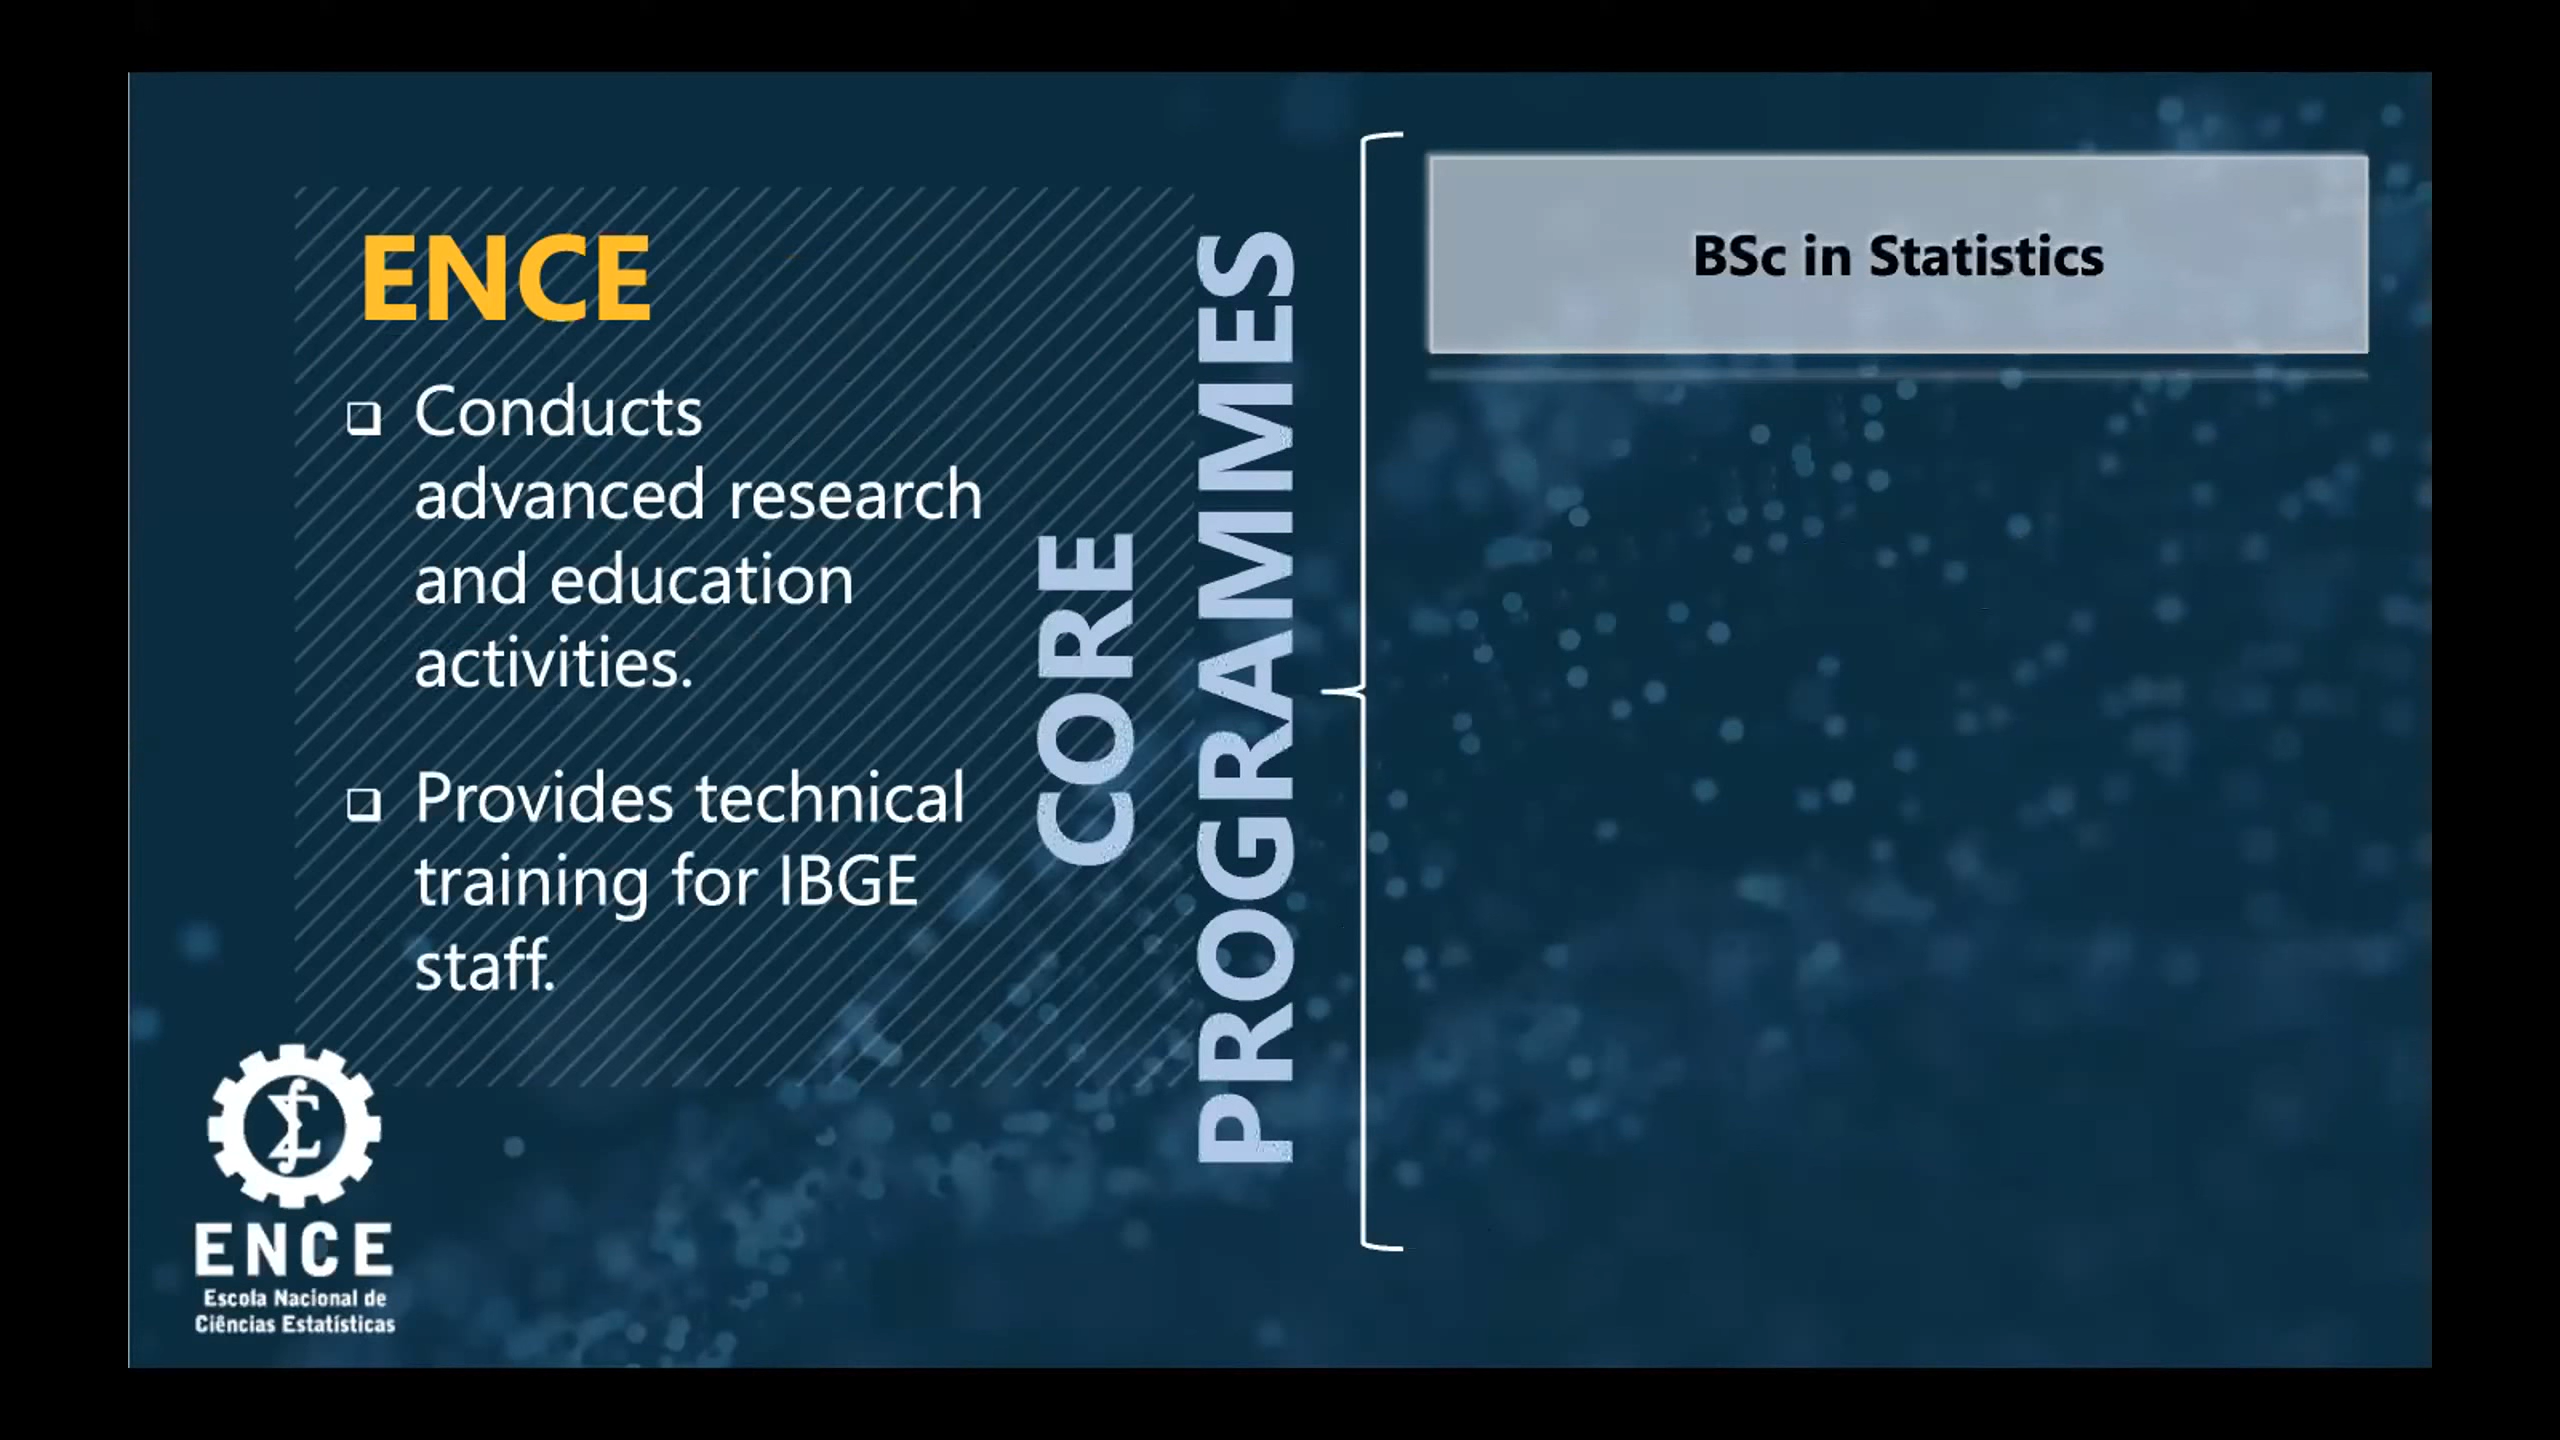 ENCE
❑ Conducts
advanced research
and education
activities.
❑ Provides technical
training for IBGE
staff.
CORE
PROGRAMMES
BSc in Statistics
ENCE
Escola Nacional de
Ciências Estatísticas